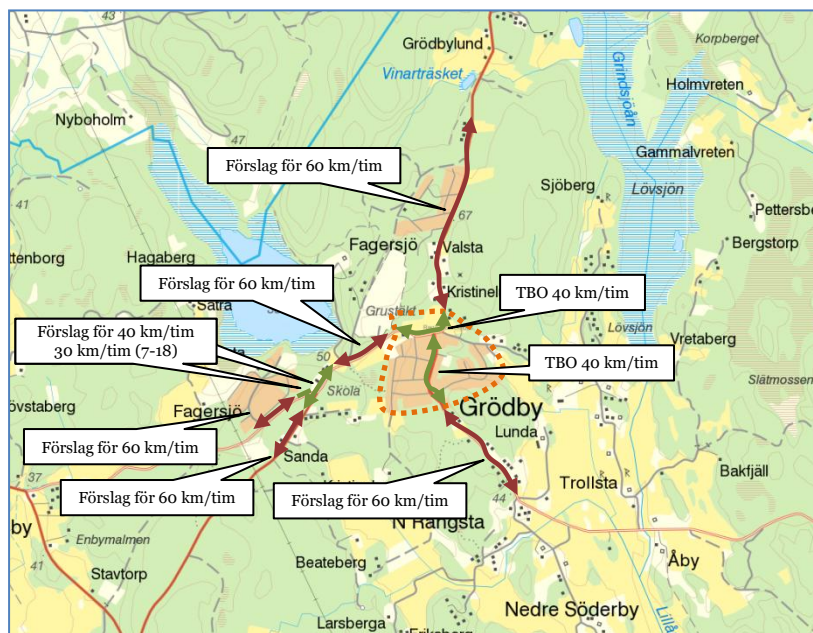 43
44
Grödbylund
Korpberget
Vinarträsket
Grindsjöån
Holmvreten
Nyboholm
47
Gammalvreten
Förslag för 60 km/tim
Sjöberg
Lövsjön
67
Pettersbe
Fagersjö
Valsta
Bergstorp
ttenborg
Hagaberg
Förslag för 60 km/tim
Kristinel
TBO 40 km/tim
Sätra
Grustäkt
Förslag för 40 km/tim
30 km/tim (7-18)
Lövsjön
Vretaberg
50
TBO 40 km/tim
Skola
Slätmossen
övstaberg
Fagersjö
Grödby
Förslag för 60 km/tim
Lunda
Sanda
37
Förslag för 60 km/tim
Förslag för 60 km/tim
Trollsta
Bakfjäll
44
by
Enbymalmen
N Rangsta
Åby
Stavtorp
Beateberg
41
Nedre Söderby
Lillå
Larsberga